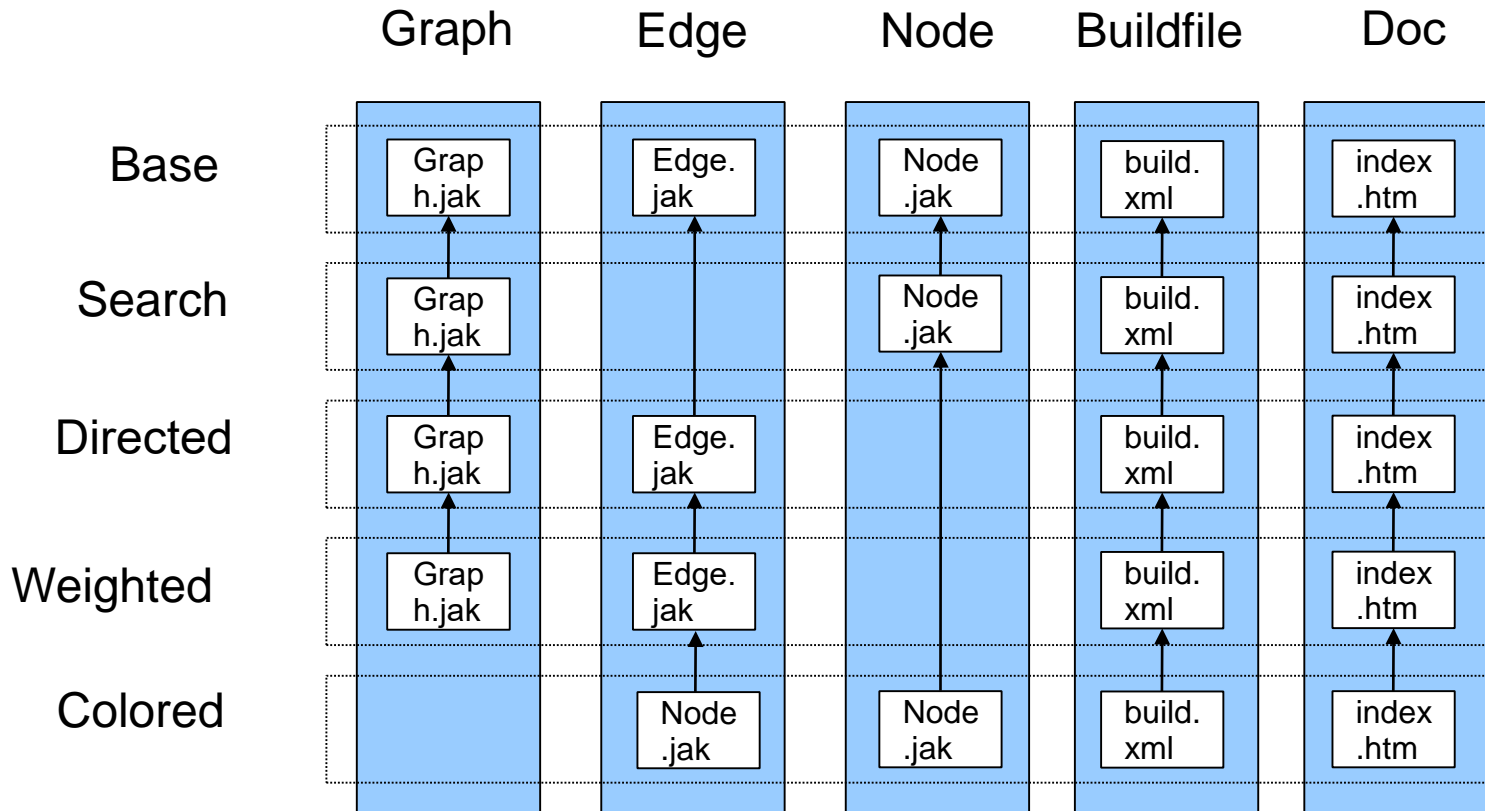 Graph Edge Node Buildfile Doc
Base
Grap
h.jak
Edge.
jak
Node
.jak
build.
xml
index
.htm
Search
Grap
h.jak
Node
.jak
build.
xml
index
.htm
Directed
Grap
h.jak
Edge.
jak
build.
xml
index
.htm
Weighted
Grap
h.jak
Edge.
jak
build.
xml
index
.htm
Colored
Node
.jak
Node
.jak
build.
xml
index
.htm